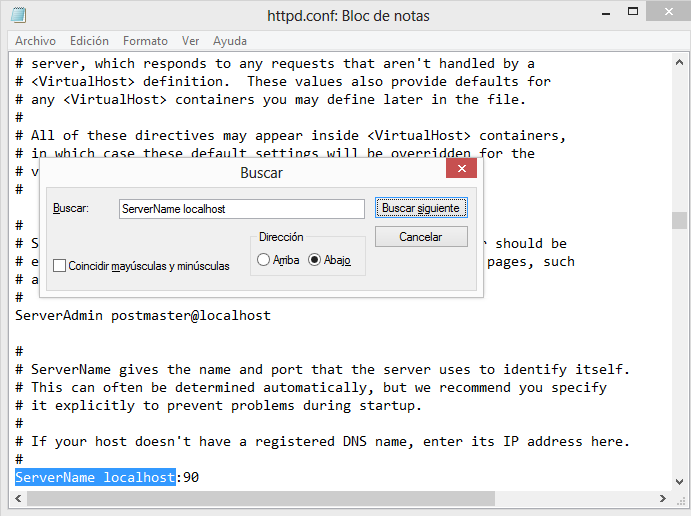 httpd.conf: Bloc de notas
Archivo Edición Formato Ver Ayuda
# server, which responds to any requests that aren't handled by a
# <VirtualHost> definition.  These values also provide defaults for
# any <VirtualHost> containers you may define later in the file.
#
# All of these directives may appear inside <VirtualHost> containers,
# in which case these default settings will be overridden for the
# v
#
Buscar
Buscar:
ServerName localhost
Buscar siguiente
Cancelar
Dirección
Arriba
Abajo
Coincidir mayúsculas y minúsculas
#
# S r should be
# e pages, such
# a
#
ServerAdmin postmaster@localhost
#
# ServerName gives the name and port that the server uses to identify itself.
# This can often be determined automatically, but we recommend you specify
# it explicitly to prevent problems during startup.
#
# If your host doesn't have a registered DNS name, enter its IP address here.
#
ServerName localhost:90